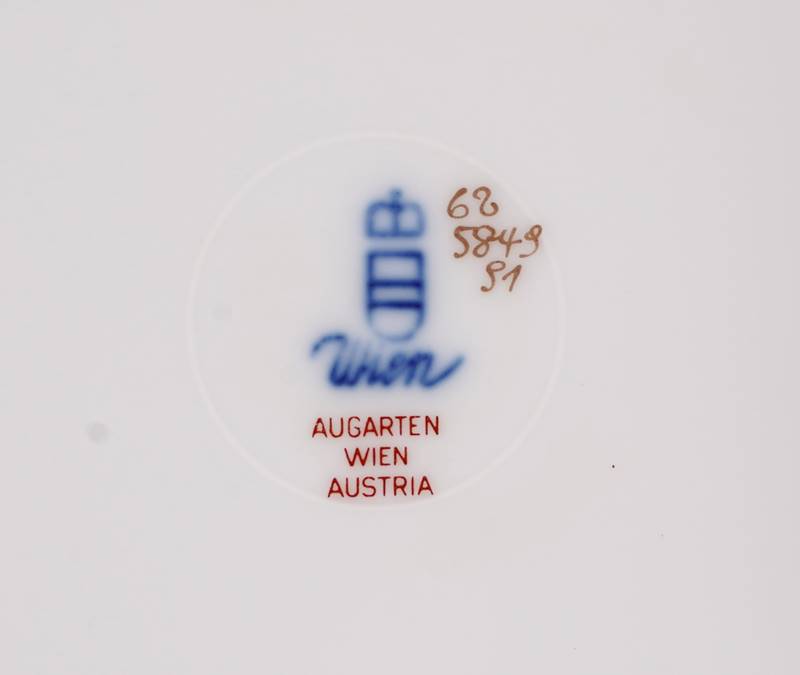 62
5849
91
Wien
AUGARTEN
WIEN
AUSTRIA